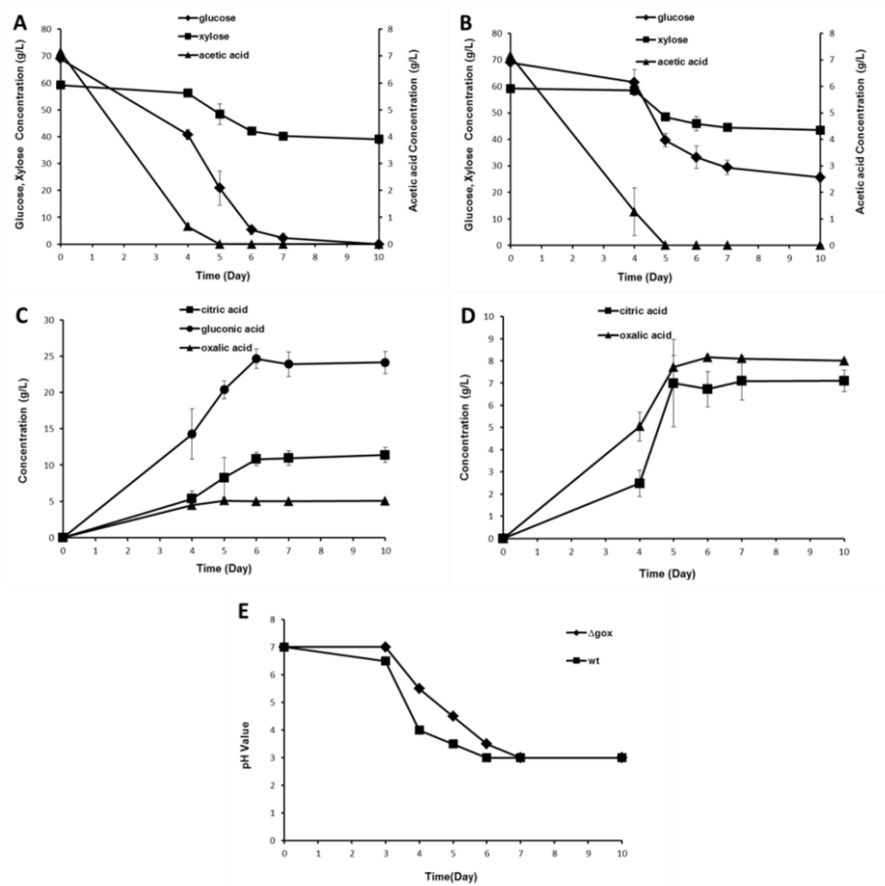 A
glucose
xylose
acetic acid
Glucose, Xylose Concentration (g/L)
80
70
60
50
40
30
20
10
0
Acetic acid Concentration (g/L)
8
7
6
5
4
3
2
1
0
0 1 2 3 4 5 6 7 8 9 10
Time (Day)
B
glucose
xylose
acetic acid
Glucose, Xylose Concentration (g/L)
80
70
60
50
40
30
20
10
0
Acetic acid Concentration (g/L)
8
7
6
5
4
3
2
1
0
0 1 2 3 4 5 6 7 8 9 10
Time (Day)
C
citric acid
gluconic acid
oxalic acid
Concentration (g/L)
30
25
20
15
10
5
0
0 1 2 3 4 5 6 7 8 9 10
Time (Day)
D
citric acid
oxalic acid
Concentration (g/L)
10
9
8
7
6
5
4
3
2
1
0
0 1 2 3 4 5 6 7 8 9 10
Time (Day)
E
Δgox
wt
pH Value
8
7
6
5
4
3
2
1
0
0 1 2 3 4 5 6 7 8 9 10
Time(Day)